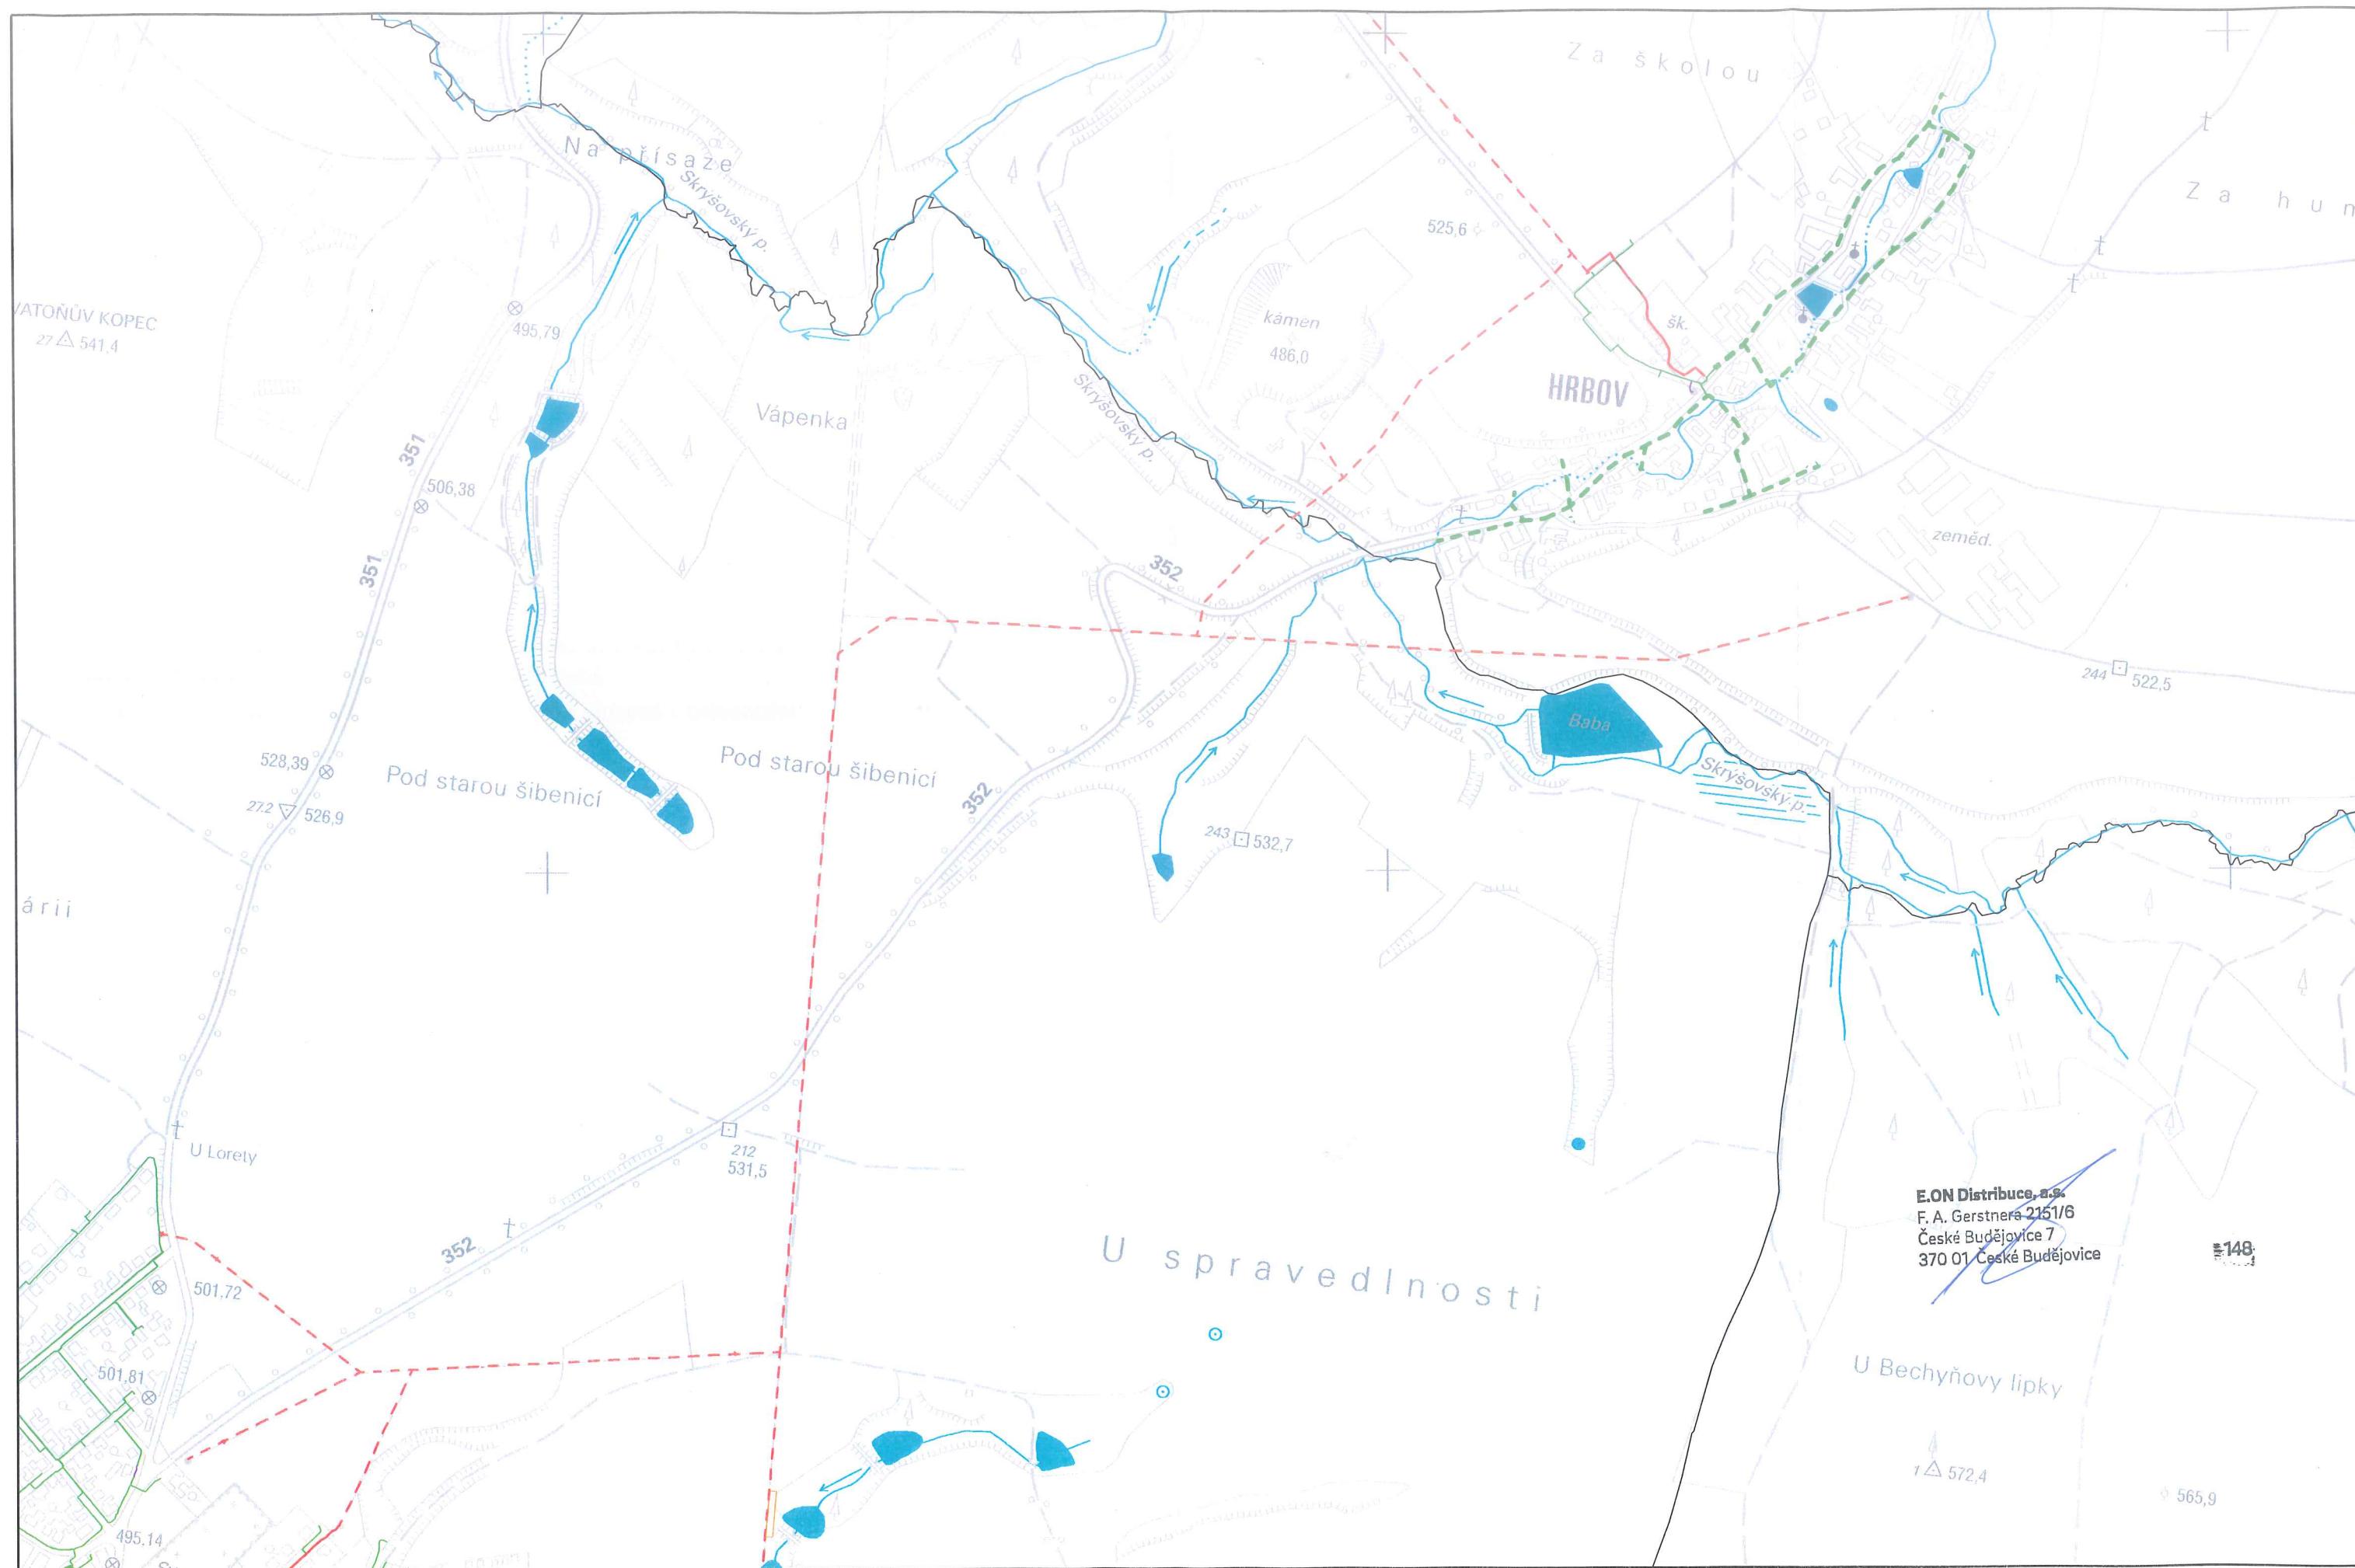 Za školou
Na přísaze
Skrýšovský p.
Za hum
525,6
VATOŇŮV KOPEC
27 541,4
495,79
kámen
486,0
šk.
HRBOV
Vápenka
Skrýšovský p.
351
506,38
zeměd.
351
352
244 522,5
Baba
528,39
Pod starou šibenicí
Pod starou šibenicí
Skrýšovský p.
27.2 526,9
352
243 532,7
árii
U Lorety
212
531,5
352
E.ON Distribuce, a.s.
F. A. Gerstnera 2151/6
České Budějovice 7
370 01 České Budějovice
148
U spravedlnosti
501.72
501,81
U Bechyňovy lipky
1 572,4
565,9
495,14